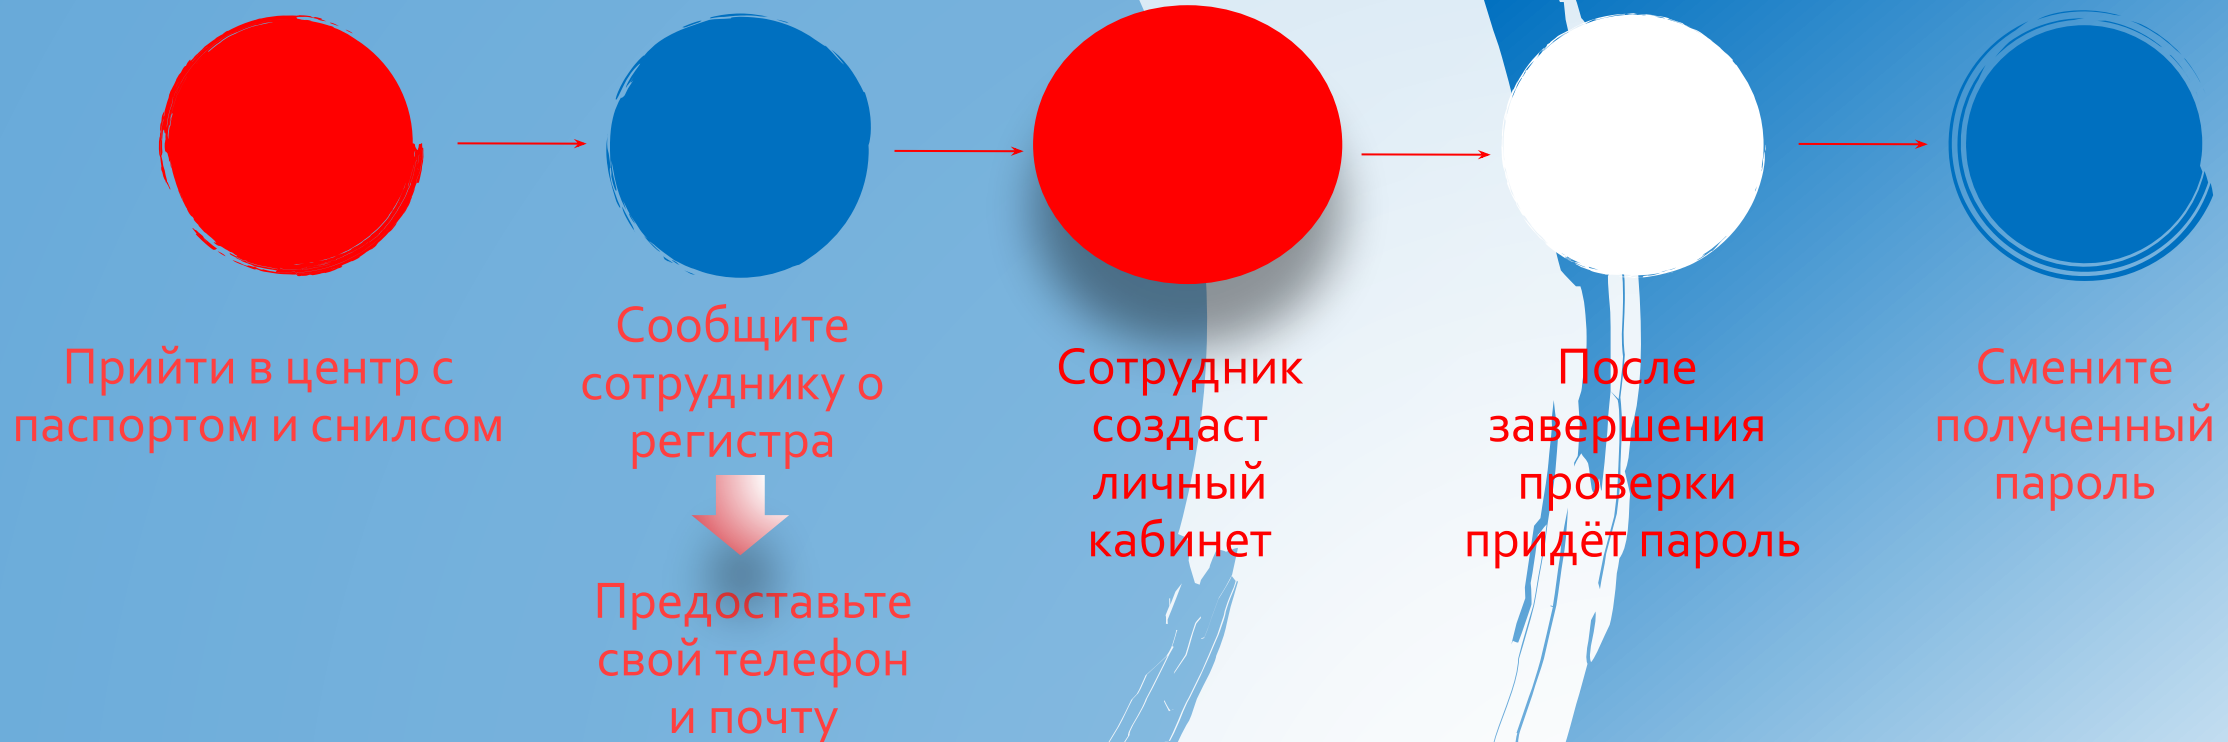 Прийти в центр с
паспортом и снилсом
Сообщите
сотруднику о
регистра
Предоставьте
свой телефон
и почту
Сотрудник
создаст
личный
кабинет
После
завершения
проверки
придёт пароль
Смените
полученный
пароль